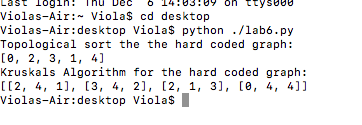 Last login: Thu Dec  6 14:03:09 on ttys000
Violas-Air:~ Viola$ cd desktop
Violas-Air:desktop Viola$ python ./lab6.py
Topological sort the the hard coded graph:
[0, 2, 3, 1, 4]
Kruskals Algorithm for the hard coded graph:
[[2, 4, 1], [3, 4, 2], [2, 1, 3], [0, 4, 4]]
Violas-Air:desktop Viola$